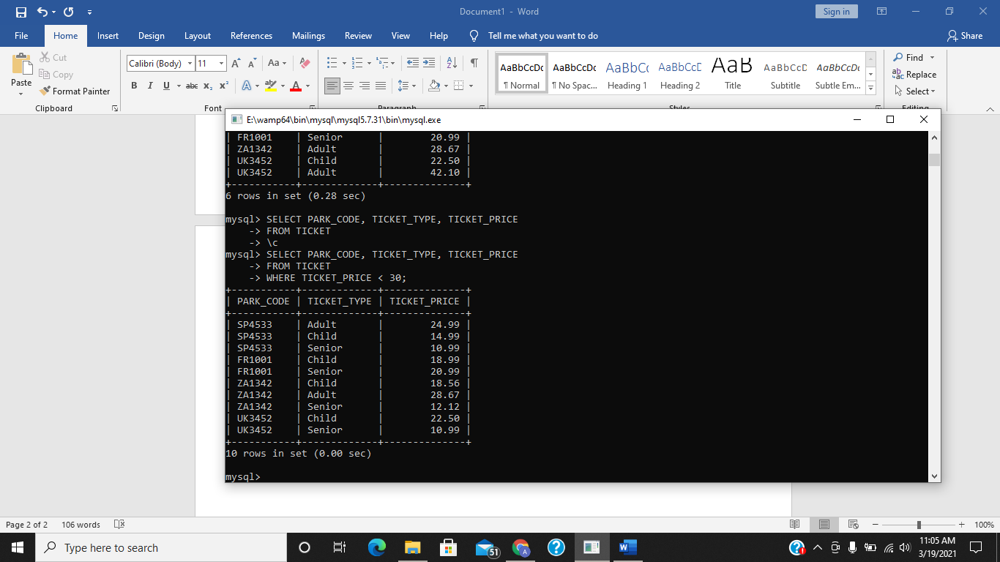 Document1 - Word
Sign in
File Home Insert Design Layout References Mailings Review View Help Tell me what you want to do Share
Paste
Cut
Copy
Format Painter
Clipboard
Calibri (Body) 11
Font
Paragraph
AaBbCcDc AaBbCcDc AaBbCc AaBbCcD AaB AaBbCcD AaBbCcDc
¶ Normal ¶ No Spac... Heading 1 Heading 2 Title Subtitle Subtle Em...
Styles
Find
Replace
Select
Editing
E:\wamp64\bin\mysql\mysql5.7.31\bin\mysql.exe
| FR1001    | Senior      |        20.99 |
| ZA1342    | Adult       |        28.67 |
| UK3452    | Child       |        22.50 |
| UK3452    | Adult       |        42.10 |
+-----------+-------------+--------------+
6 rows in set (0.28 sec)
mysql> SELECT PARK_CODE, TICKET_TYPE, TICKET_PRICE
    -> FROM TICKET
    -> \c
mysql> SELECT PARK_CODE, TICKET_TYPE, TICKET_PRICE
    -> FROM TICKET
    -> WHERE TICKET_PRICE < 30;
+-----------+-------------+--------------+
| PARK_CODE | TICKET_TYPE | TICKET_PRICE |
+-----------+-------------+--------------+
| SP4533    | Adult       |        24.99 |
| SP4533    | Child       |        14.99 |
| SP4533    | Senior      |        10.99 |
| FR1001    | Child       |        18.99 |
| FR1001    | Senior      |        20.99 |
| ZA1342    | Child       |        18.56 |
| ZA1342    | Adult       |        28.67 |
| ZA1342    | Senior      |        12.12 |
| UK3452    | Child       |        22.50 |
| UK3452    | Senior      |        10.99 |
+-----------+-------------+--------------+
10 rows in set (0.00 sec)
mysql>
Page 2 of 2 106 words
100%
Type here to search
51
11:05 AM
3/19/2021